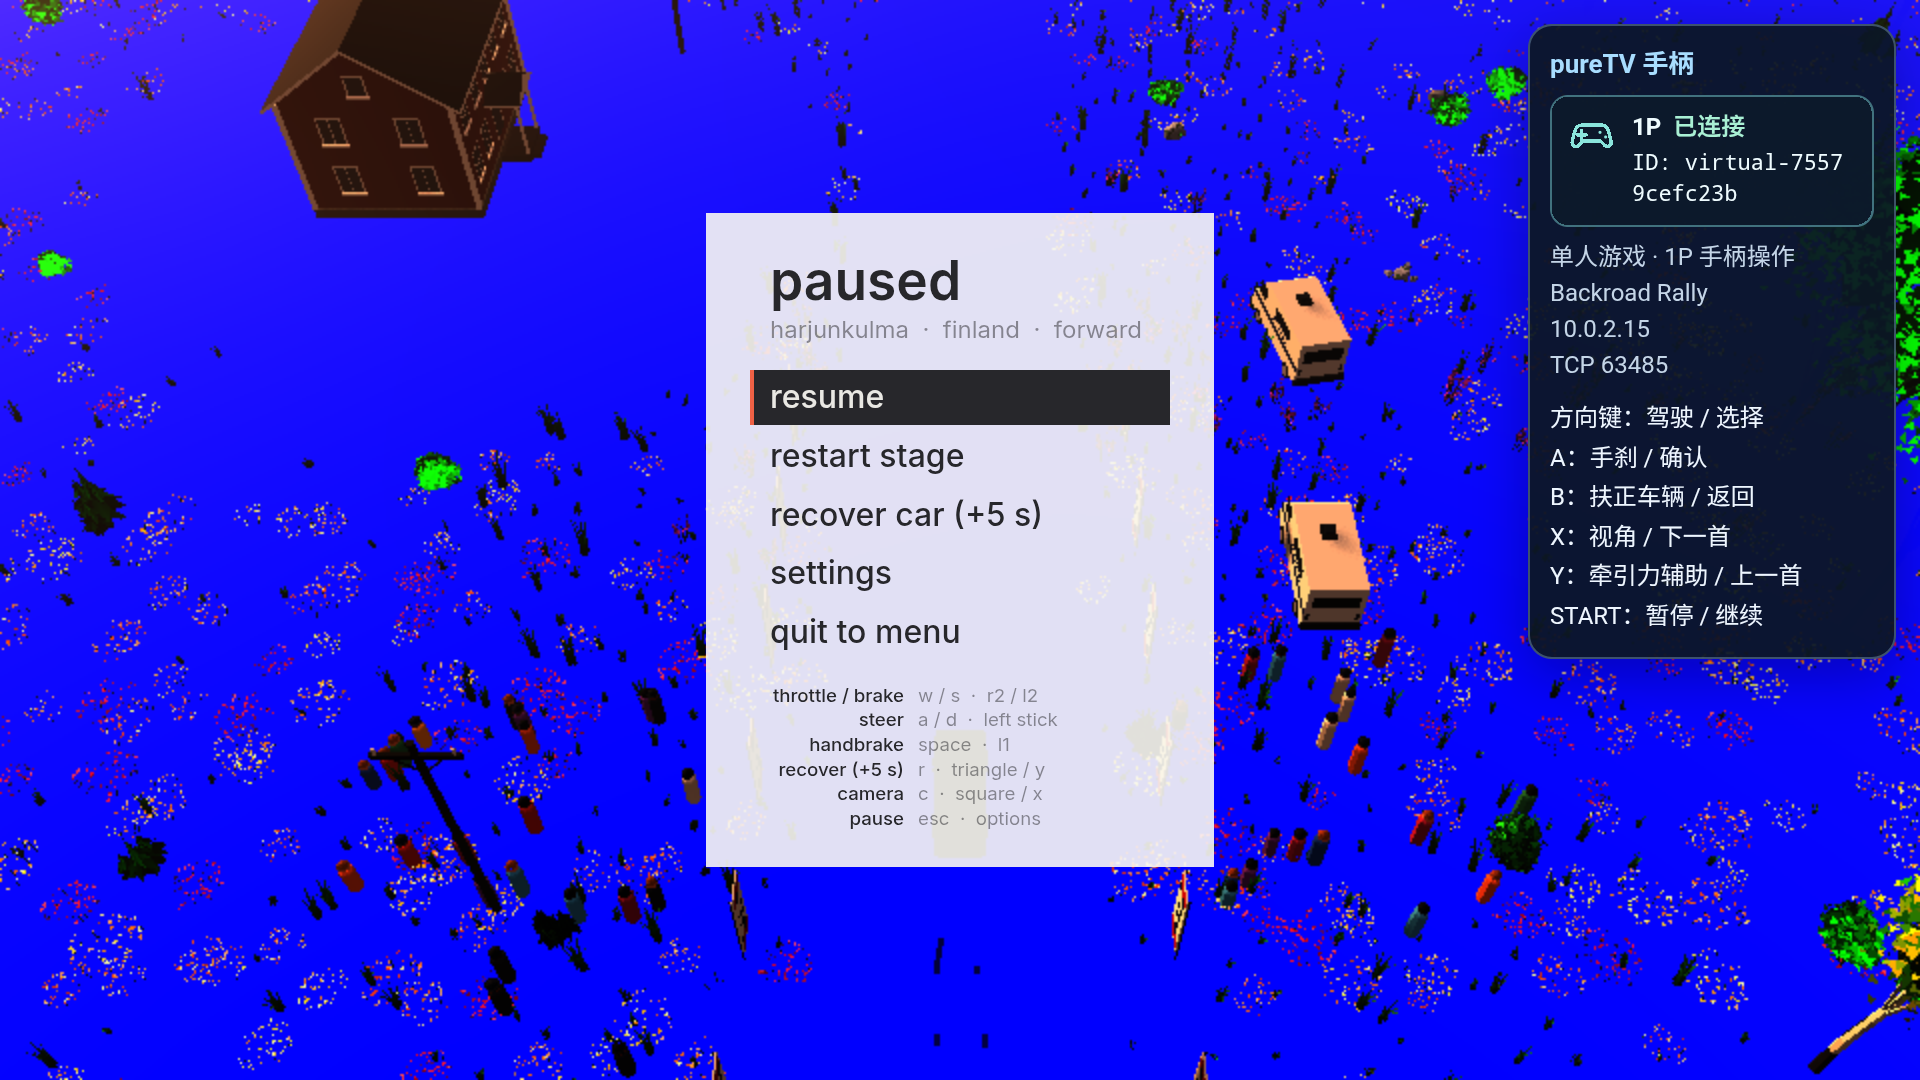 paused
harjunkulma · finland · forward
resume
restart stage
recover car (+5 s)
settings
quit to menu
throttle / brake w / s · r2 / l2
steer a / d · left stick
handbrake space · l1
recover (+5 s) r · triangle / y
camera c · square / x
pause esc · options
pureTV 手柄
1P 已连接
ID: virtual-7557
9cefc23b
单人游戏 · 1P 手柄操作
Backroad Rally
10.0.2.15
TCP 63485
方向键：驾驶 / 选择
A：手刹 / 确认
B：扶正车辆 / 返回
X：视角 / 下一首
Y：牵引力辅助 / 上一首
START：暂停 / 继续